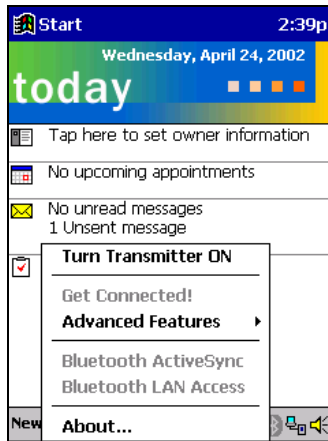 Start 2:39p
Wednesday, April 24, 2002
today
Tap here to set owner information
No upcoming appointments
No unread messages
1 Unsent message
Turn Transmitter ON
Get Connected!
Advanced Features
Bluetooth ActiveSync
Bluetooth LAN Access
About...
New